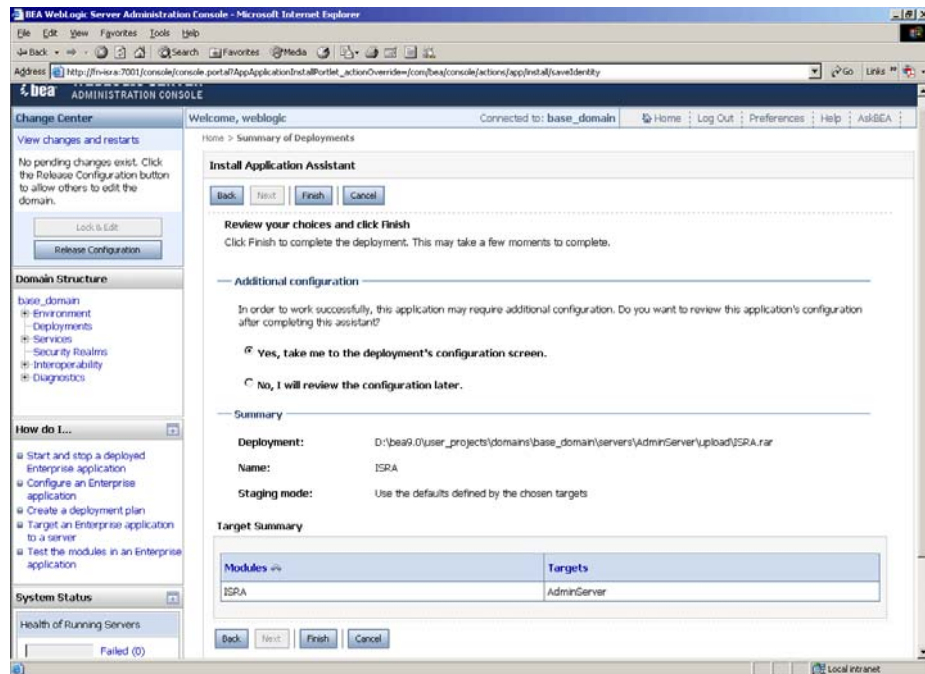 BEA WebLogic Server Administration Console - Microsoft Internet Explorer
File Edit View Favorites Tools Help
Back Search Favorites Media
Address http://fn-isra:7001/console/console.portal?AppApplicationInstallPortlet_actionOverride=/com/bea/console/actions/app/install/saveIdentity Go Links »
bea ADMINISTRATION CONSOLE
Change Center
View changes and restarts
No pending changes exist. Click
the Release Configuration button
to allow others to edit the
domain.
Lock & Edit
Release Configuration
Domain Structure
base_domain
Environment
Deployments
Services
Security Realms
Interoperability
Diagnostics
How do I...
Start and stop a deployed
Enterprise application
Configure an Enterprise
application
Create a deployment plan
Target an Enterprise application
to a server
Test the modules in an Enterprise
application
System Status
Health of Running Servers
Failed (0)
Welcome, weblogic Connected to: base_domain Home Log Out Preferences Help AskBEA
Home > Summary of Deployments
Install Application Assistant
Back Next Finish Cancel
Review your choices and click Finish
Click Finish to complete the deployment. This may take a few moments to complete.
Additional configuration
In order to work successfully, this application may require additional configuration. Do you want to review this application's configuration
after completing this assistant?
Yes, take me to the deployment's configuration screen.
No, I will review the configuration later.
Summary
Deployment: D:\bea9.0\user_projects\domains\base_domain\servers\AdminServer\upload\ISRA.rar
Name: ISRA
Staging mode: Use the defaults defined by the chosen targets
Target Summary
Modules Targets
ISRA AdminServer
Back Next Finish Cancel
Local intranet